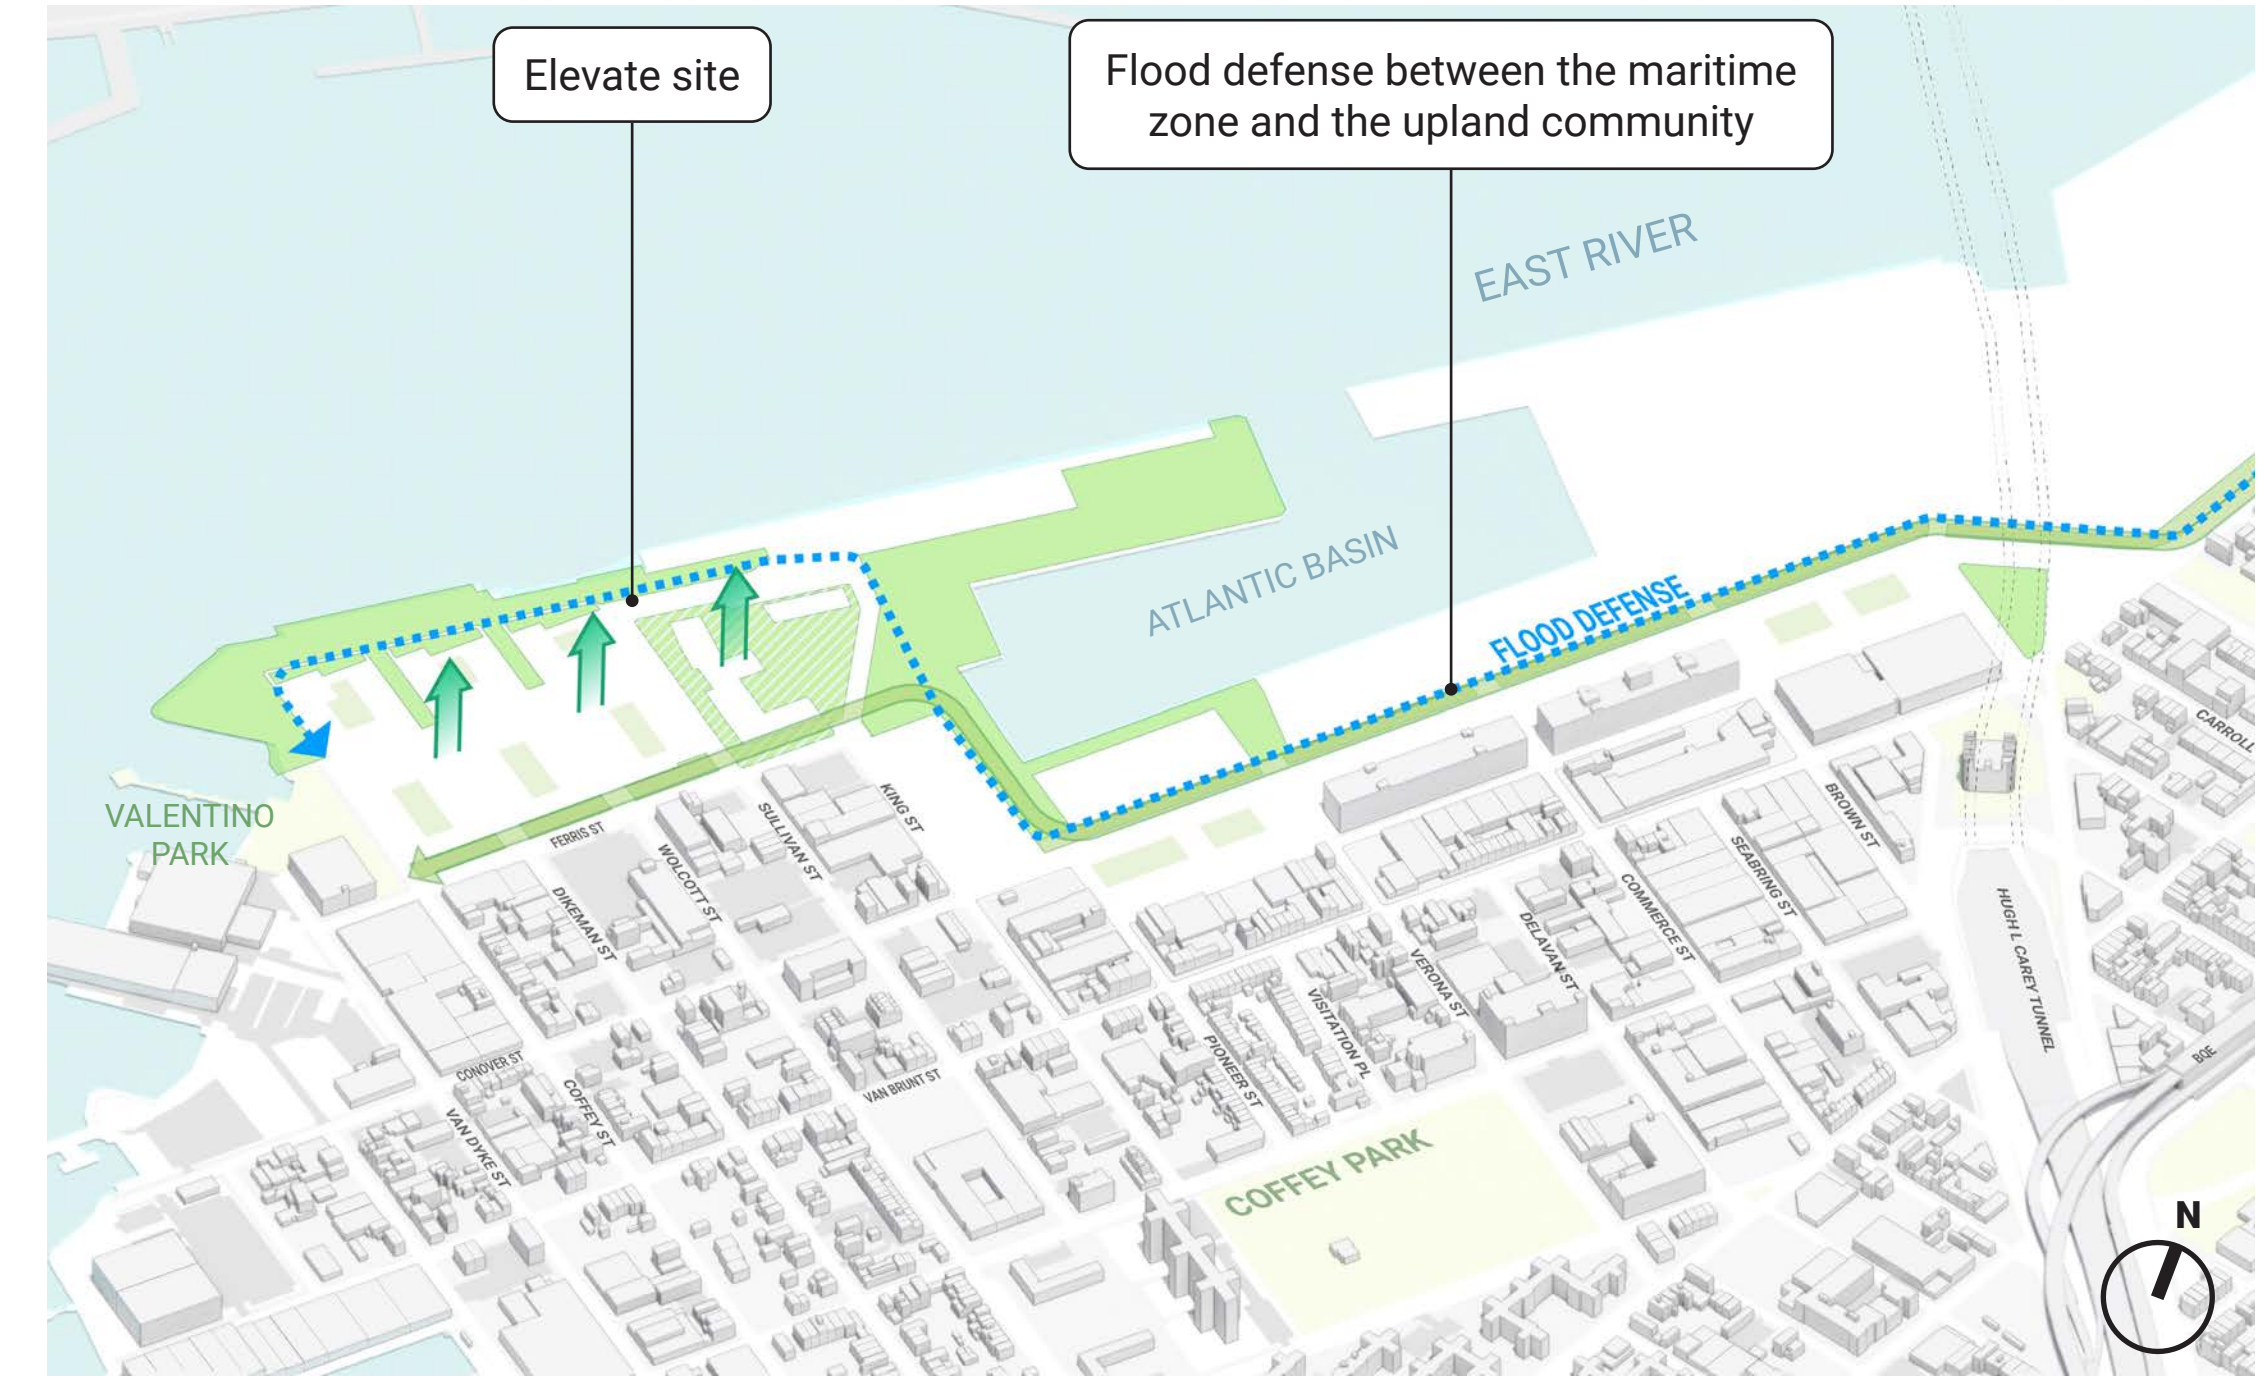 Elevate site
Flood defense between the maritime
zone and the upland community
EAST RIVER
ATLANTIC BASIN
FLOOD DEFENSE
VALENTINO
PARK
FERRIS ST
KING ST
SULLIVAN ST
WOLCOTT ST
DIKEMAN ST
CARROLL
BROWN ST
SEABRING ST
COMMERCE ST
DELAVAN ST
VERONA ST
VISITATION PL
PIONEER ST
HUGH L CAREY TUNNEL
BQE
CONOVER ST
COFFEY ST
VAN DYKE ST
VAN BRUNT ST
COFFEY PARK
N